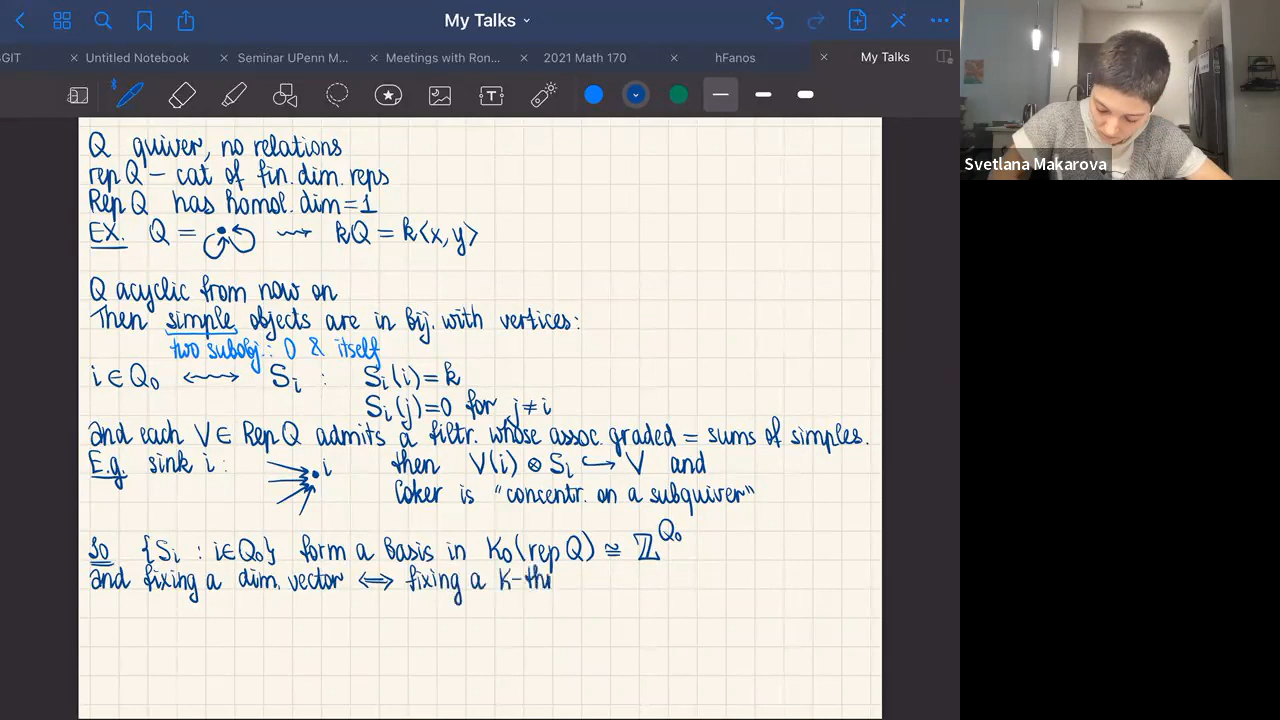 My Talks
GIT
Untitled Notebook
Seminar UPenn M...
Meetings with Ron...
2021 Math 170
hFanos
My Talks
Svetlana Makarova
Q quiver, no relations
rep Q – cat of fin. dim. reps
Rep Q has homol. dim = 1
EX. Q = ⇝ kQ = k⟨x, y⟩
Q acyclic from now on
Then simple objects are in bij. with vertices:
two subobj.: 0 & itself
i ∈ Q₀ ⟷ Sᵢ : Sᵢ(i) = k
Sᵢ(j) = 0 for j ≠ i
and each V ∈ Rep Q admits a filtr. whose assoc. graded = sums of simples.
E.g. sink i: i then V(i) ⊗ Sᵢ ↪ V and
Coker is "concentr. on a subquiver"
So {Sᵢ : i ∈ Q₀} form a basis in K₀(rep Q) ≅ ℤ^Q₀
and fixing a dim. vector ⟺ fixing a K-th